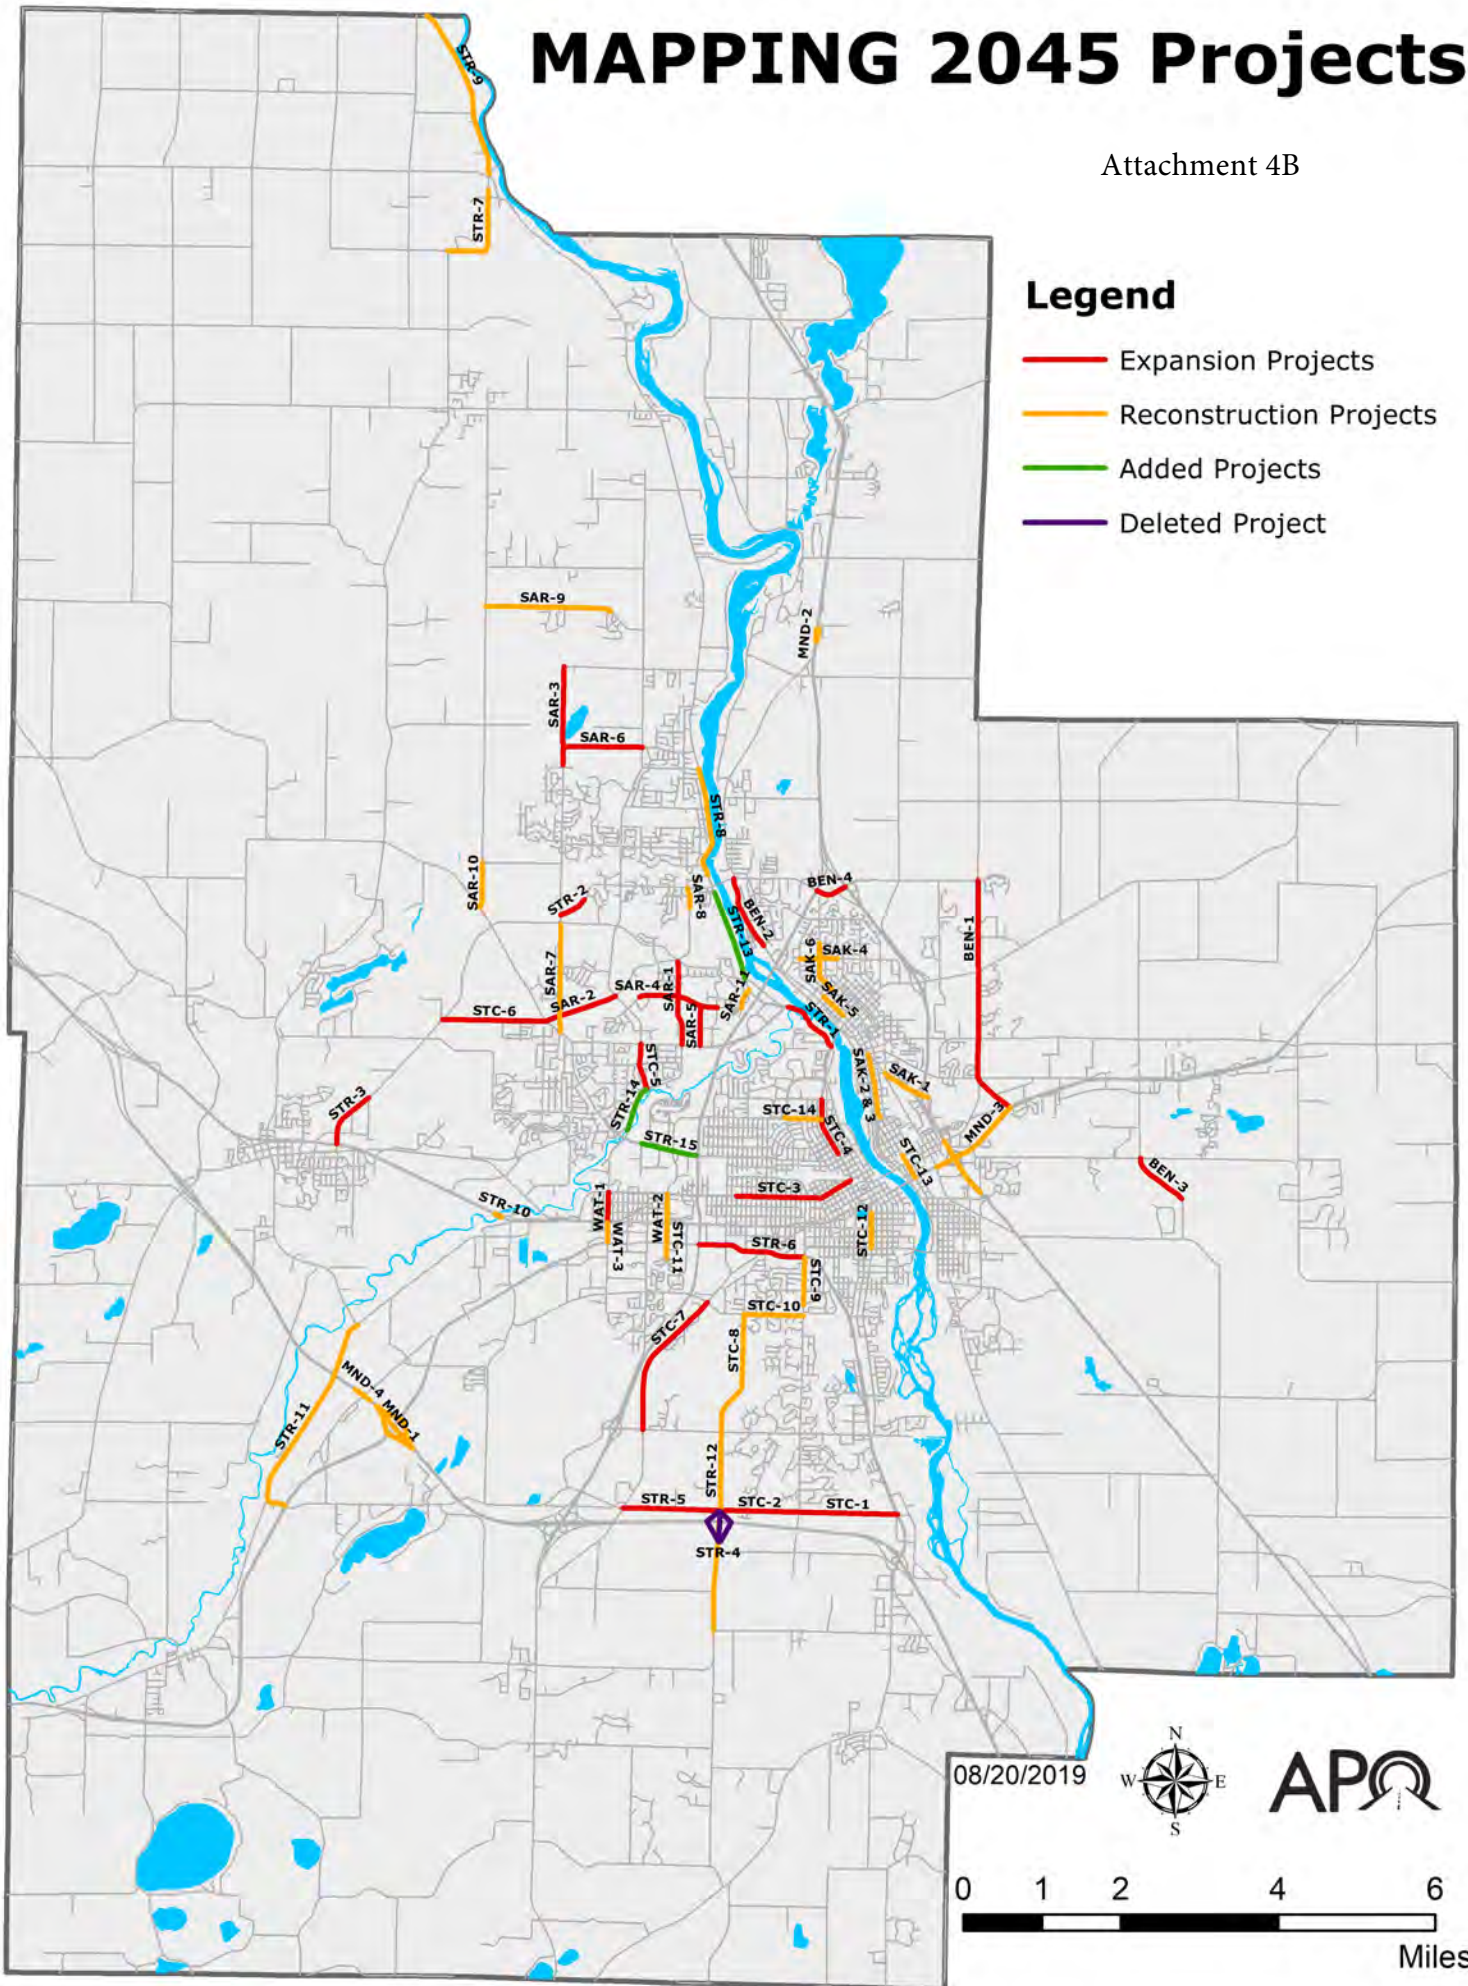 MAPPING 2045 Projects
Attachment 4B
Legend
Expansion Projects
Reconstruction Projects
Added Projects
Deleted Project
STR-9
STR-7
SAR-9
MND-2
SAR-3
SAR-6
STR-8
SAR-10
STR-2
SAR-8
BEN-4
BEN-2
STR-13
BEN-1
SAK-6
SAK-4
SAR-7
SAR-4
SAR-1
SAR-11
SAK-5
STC-6
SAR-2
SAR-5
STR-1
STC-5
SAK-2 & 3
SAK-1
STR-3
STR-14
STC-14
STC-4
MND-3
STR-15
STC-13
BEN-3
STR-10
WAT-1
WAT-2
STC-3
STC-12
WAT-3
STC-11
STR-6
STC-9
STC-10
STC-7
STC-8
MND-4
MND-1
STR-11
STR-12
STR-5
STC-2
STC-1
STR-4
08/20/2019
N
W
E
S
APO
0 1 2 4 6
Miles